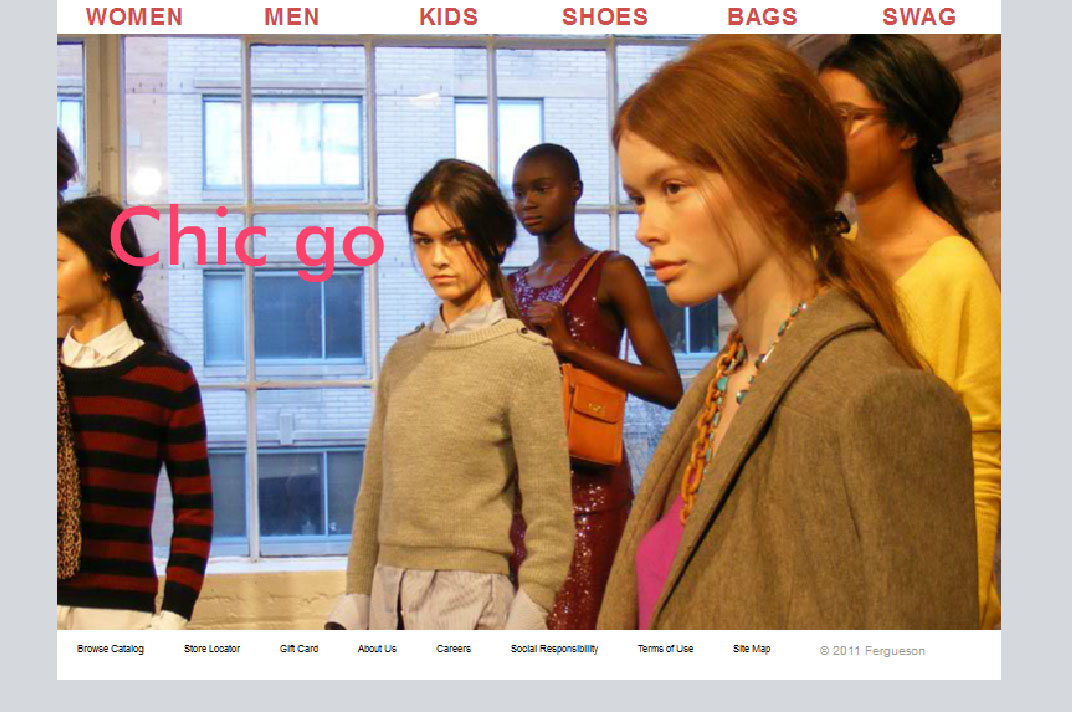 WOMEN MEN KIDS SHOES BAGS SWAG
Chic go
Browse Catalog Store Locator Gift Card About Us Careers Social Responsibility Terms of Use Site Map © 2011 Fergueson